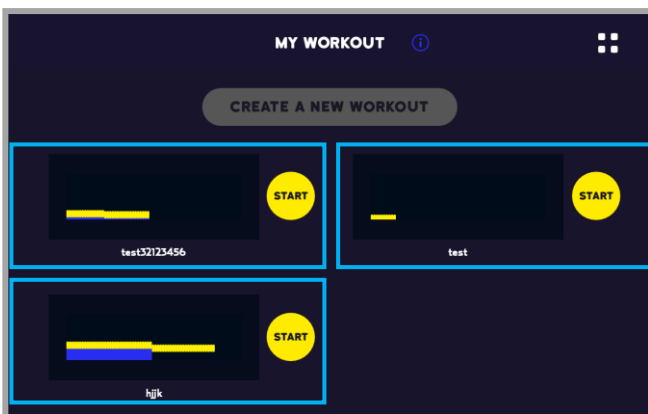 MY WORKOUT
CREATE A NEW WORKOUT
START
START
test32123456
test
START
hjjk